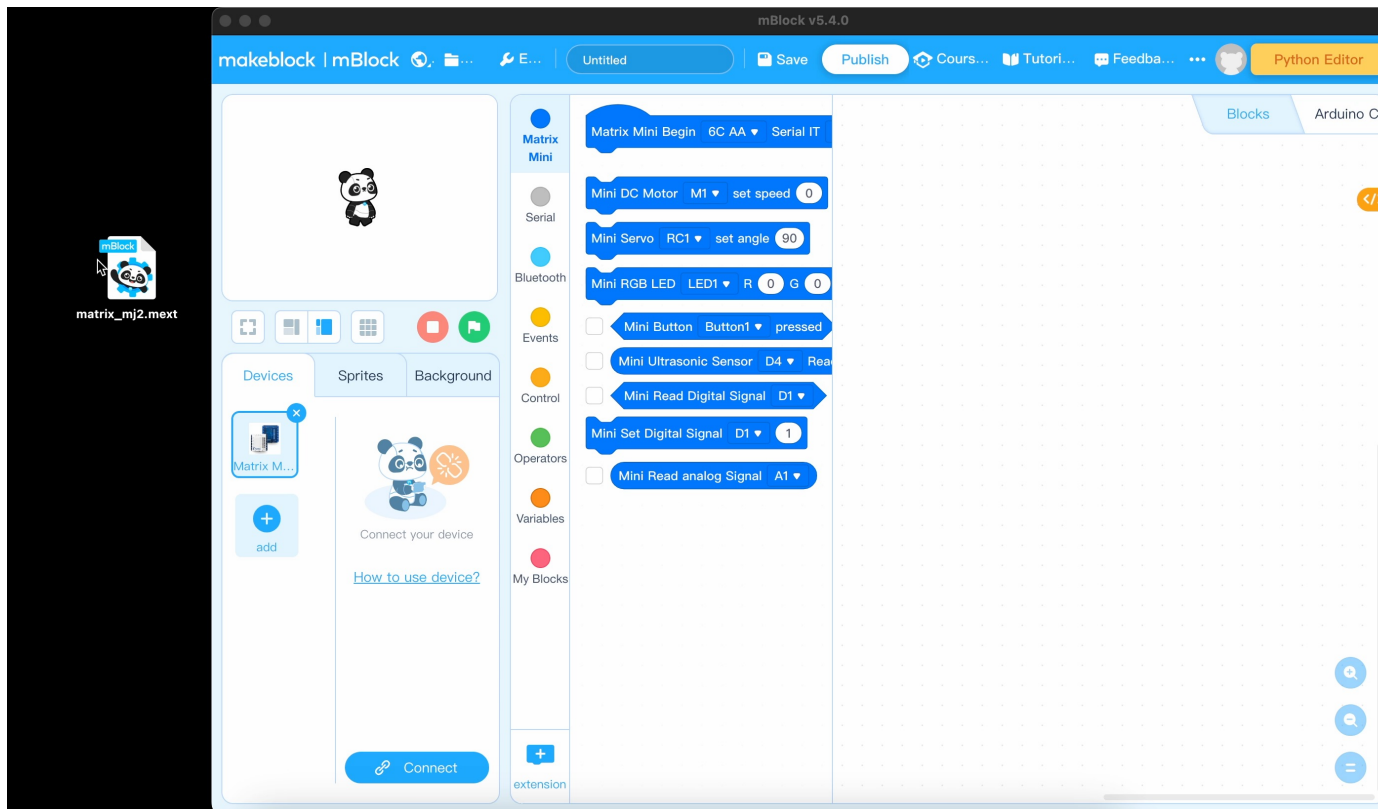 mBlock v5.4.0
makeblock | mBlock
E...
Untitled
Save
Publish
Cours...
Tutori...
Feedba...
Python Editor
mBlock
matrix_mj2.mext
Devices
Sprites
Background
Matrix M...
add
Connect your device
How to use device?
Connect
Matrix
Mini
Serial
Bluetooth
Events
Control
Operators
Variables
My Blocks
extension
Matrix Mini Begin 6C AA Serial IT
Mini DC Motor M1 set speed 0
Mini Servo RC1 set angle 90
Mini RGB LED LED1 R 0 G 0
Mini Button Button1 pressed
Mini Ultrasonic Sensor D4 Rea
Mini Read Digital Signal D1
Mini Set Digital Signal D1 1
Mini Read analog Signal A1
Blocks
Arduino C